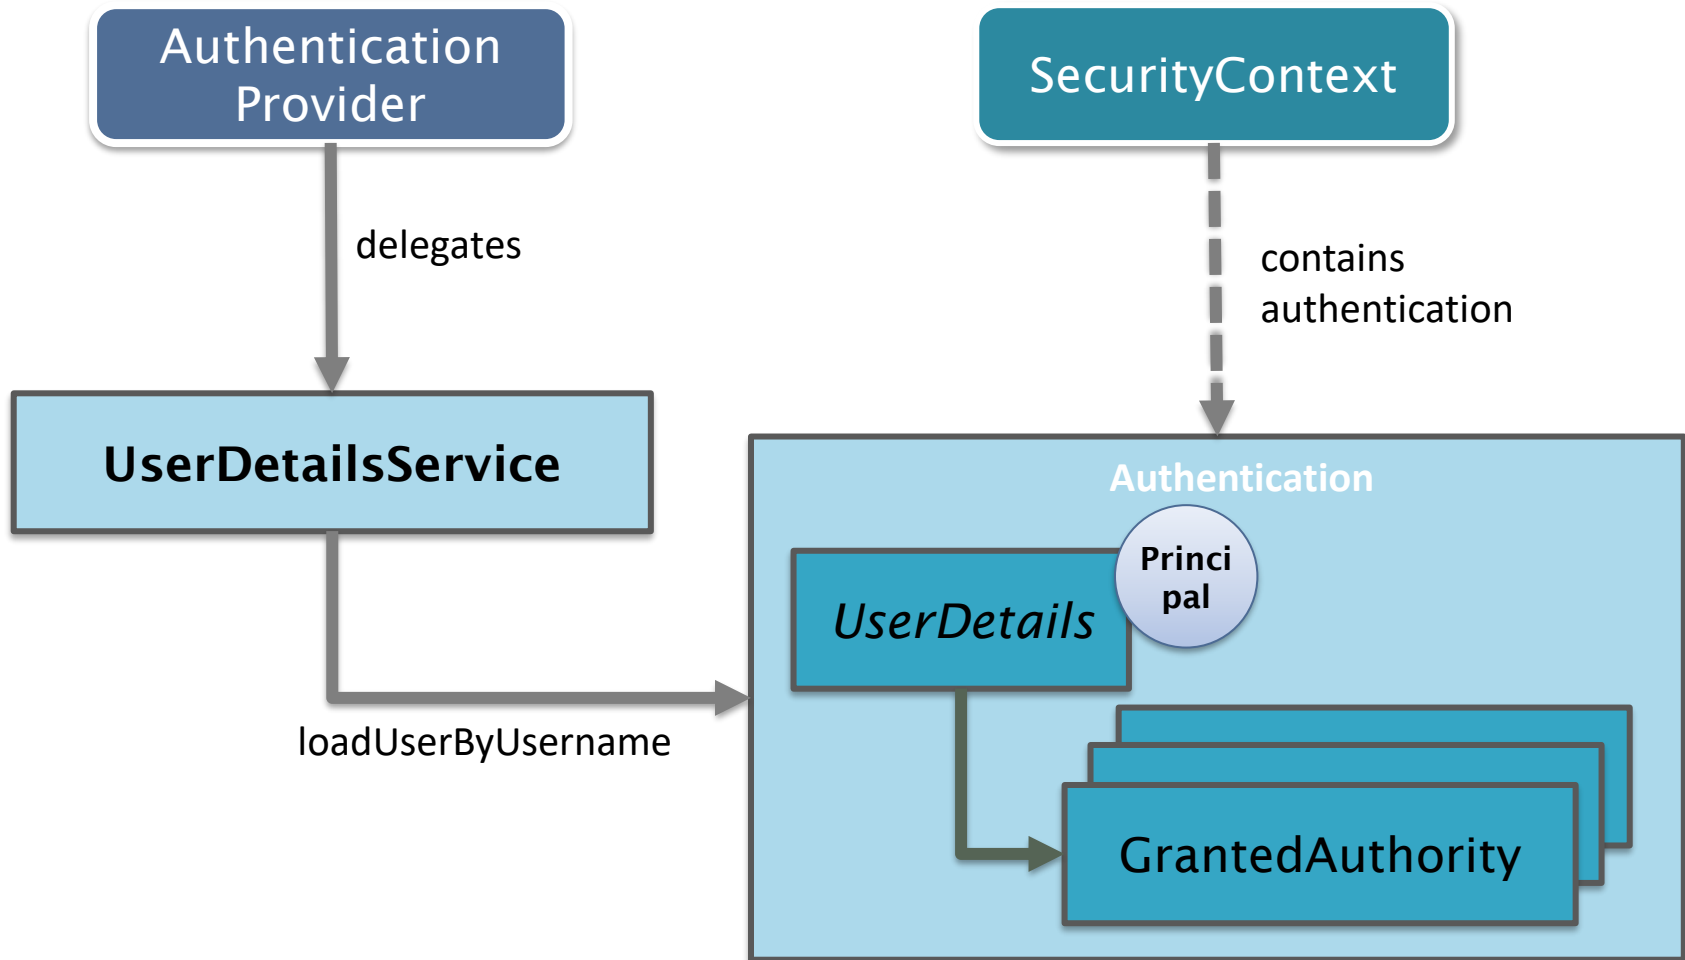 Authentication
Provider
SecurityContext
delegates
contains
authentication
UserDetailsService
Authentication
Princi
pal
UserDetails
loadUserByUsername
GrantedAuthority